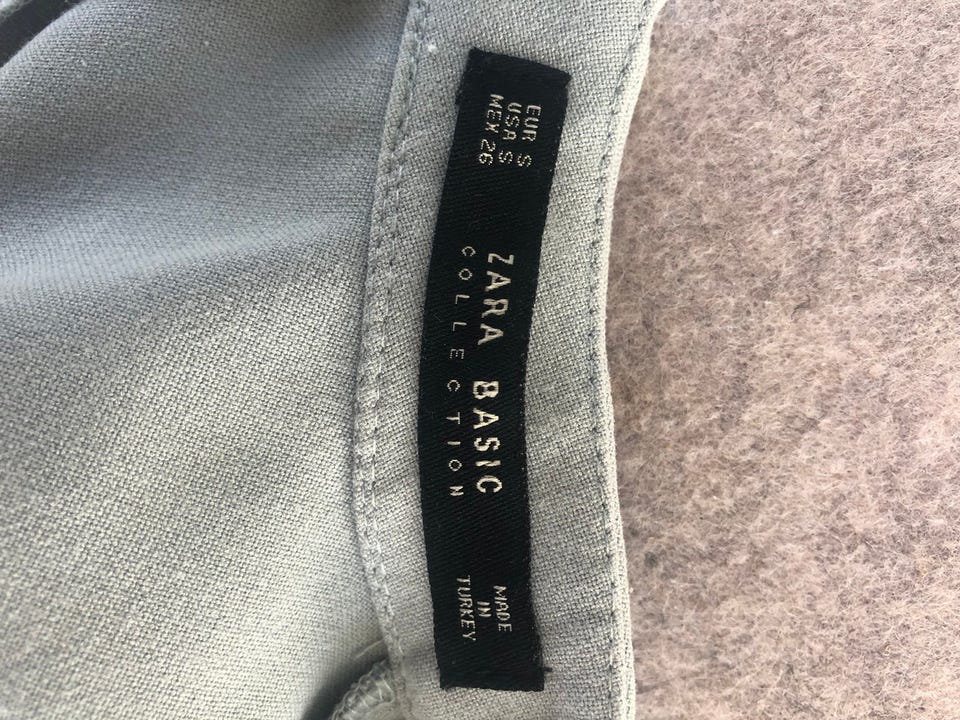 EUR S
USA S
MEX 26
ZARA BASIC
COLLECTION
MADE
IN
TURKEY